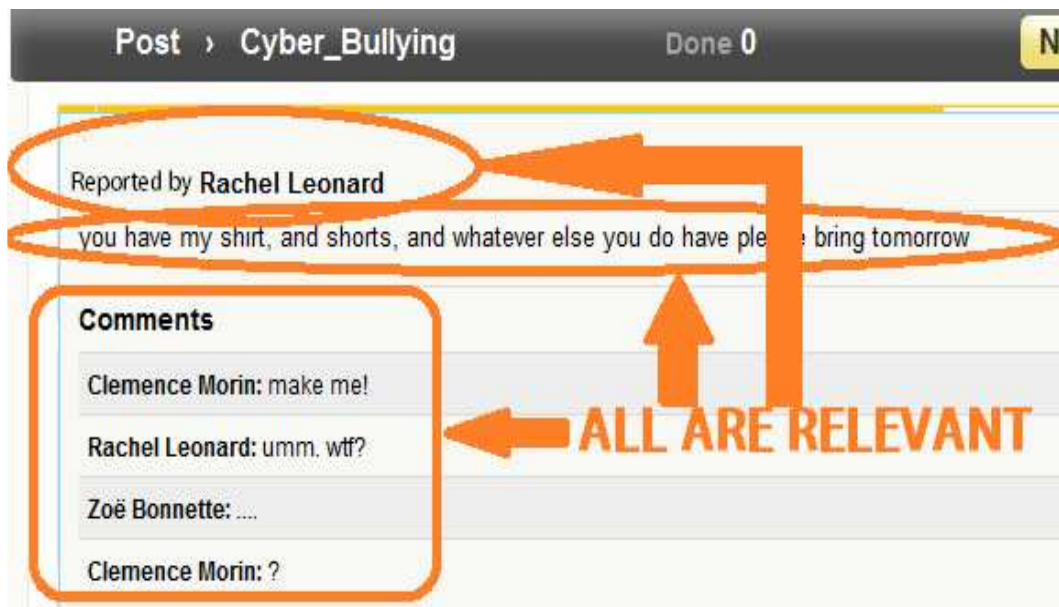 Post › Cyber_Bullying Done 0 N
Reported by Rachel Leonard
you have my shirt, and shorts, and whatever else you do have please bring tomorrow
Comments
Clemence Morin: make me!
Rachel Leonard: umm. wtf?
ALL ARE RELEVANT
Zoë Bonnette: ....
Clemence Morin: ?